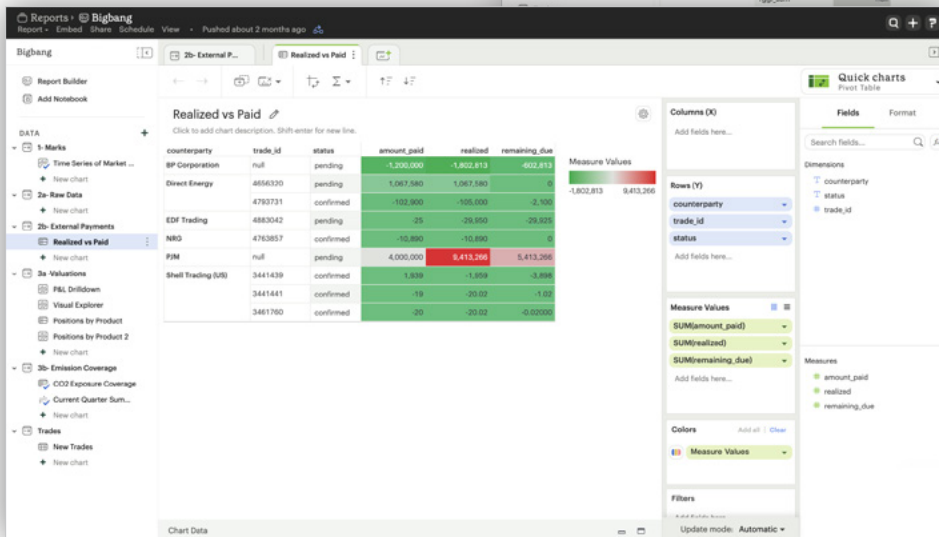 Reports › Bigbang
Report Embed Share Schedule View • Pushed about 2 months ago
Bigbang
Report Builder
Add Notebook
DATA
1- Marks
Time Series of Market ...
New chart
2a- Raw Data
New chart
2b- External Payments
Realized vs Paid
New chart
3a -Valuations
P&L Drilldown
Visual Explorer
Positions by Product
Positions by Product 2
New chart
3b- Emission Coverage
CO2 Exposure Coverage
Current Quarter Sum...
New chart
Trades
New Trades
New chart
2b- External P...
Realized vs Paid
Realized vs Paid
Click to add chart description. Shift-enter for new line.
counterparty trade_id status amount_paid realized remaining_due
BP Corporation null pending -1,200,000 -1,802,813 -602,813
Direct Energy 4656320 pending 1,067,580 1,067,580 0
4793731 confirmed -102,900 -105,000 -2,100
EDF Trading 4883042 pending -25 -29,950 -29,925
NRG 4763857 confirmed -10,890 -10,890 0
PJM null pending 4,000,000 9,413,266 5,413,266
Shell Trading (US) 3441439 confirmed 1,939 -1,959 -3,898
3441441 confirmed -19 -20.02 -1.02
3461760 confirmed -20 -20.02 -0.02000
Measure Values
-1,802,813 9,413,266
Chart Data
Columns (X)
Add fields here...
Rows (Y)
counterparty
trade_id
status
Add fields here...
Measure Values
SUM(amount_paid)
SUM(realized)
SUM(remaining_due)
Add fields here...
Colors Add all | Clear
Measure Values
Filters
Add fields here...
Update mode: Automatic
Quick charts
Pivot Table
Fields Format
Search fields...
Dimensions
counterparty
status
trade_id
Measures
amount_paid
realized
remaining_due